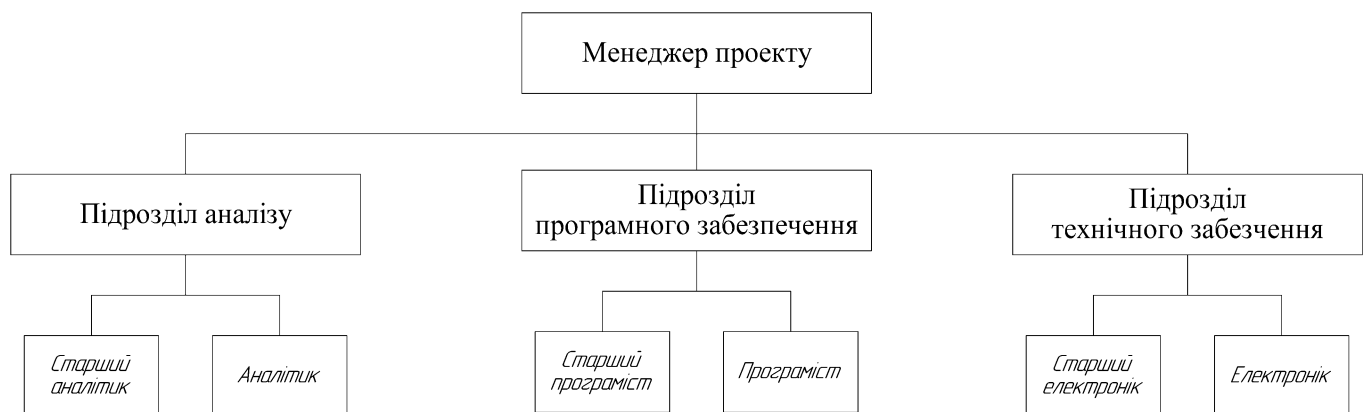 Менеджер проекту
Підрозділ аналізу
Підрозділ
програмного забезпечення
Підрозділ
технічного забезчення
Старший
аналітик
Аналітик
Старший
програміст
Програміст
Старший
електронік
Електронік